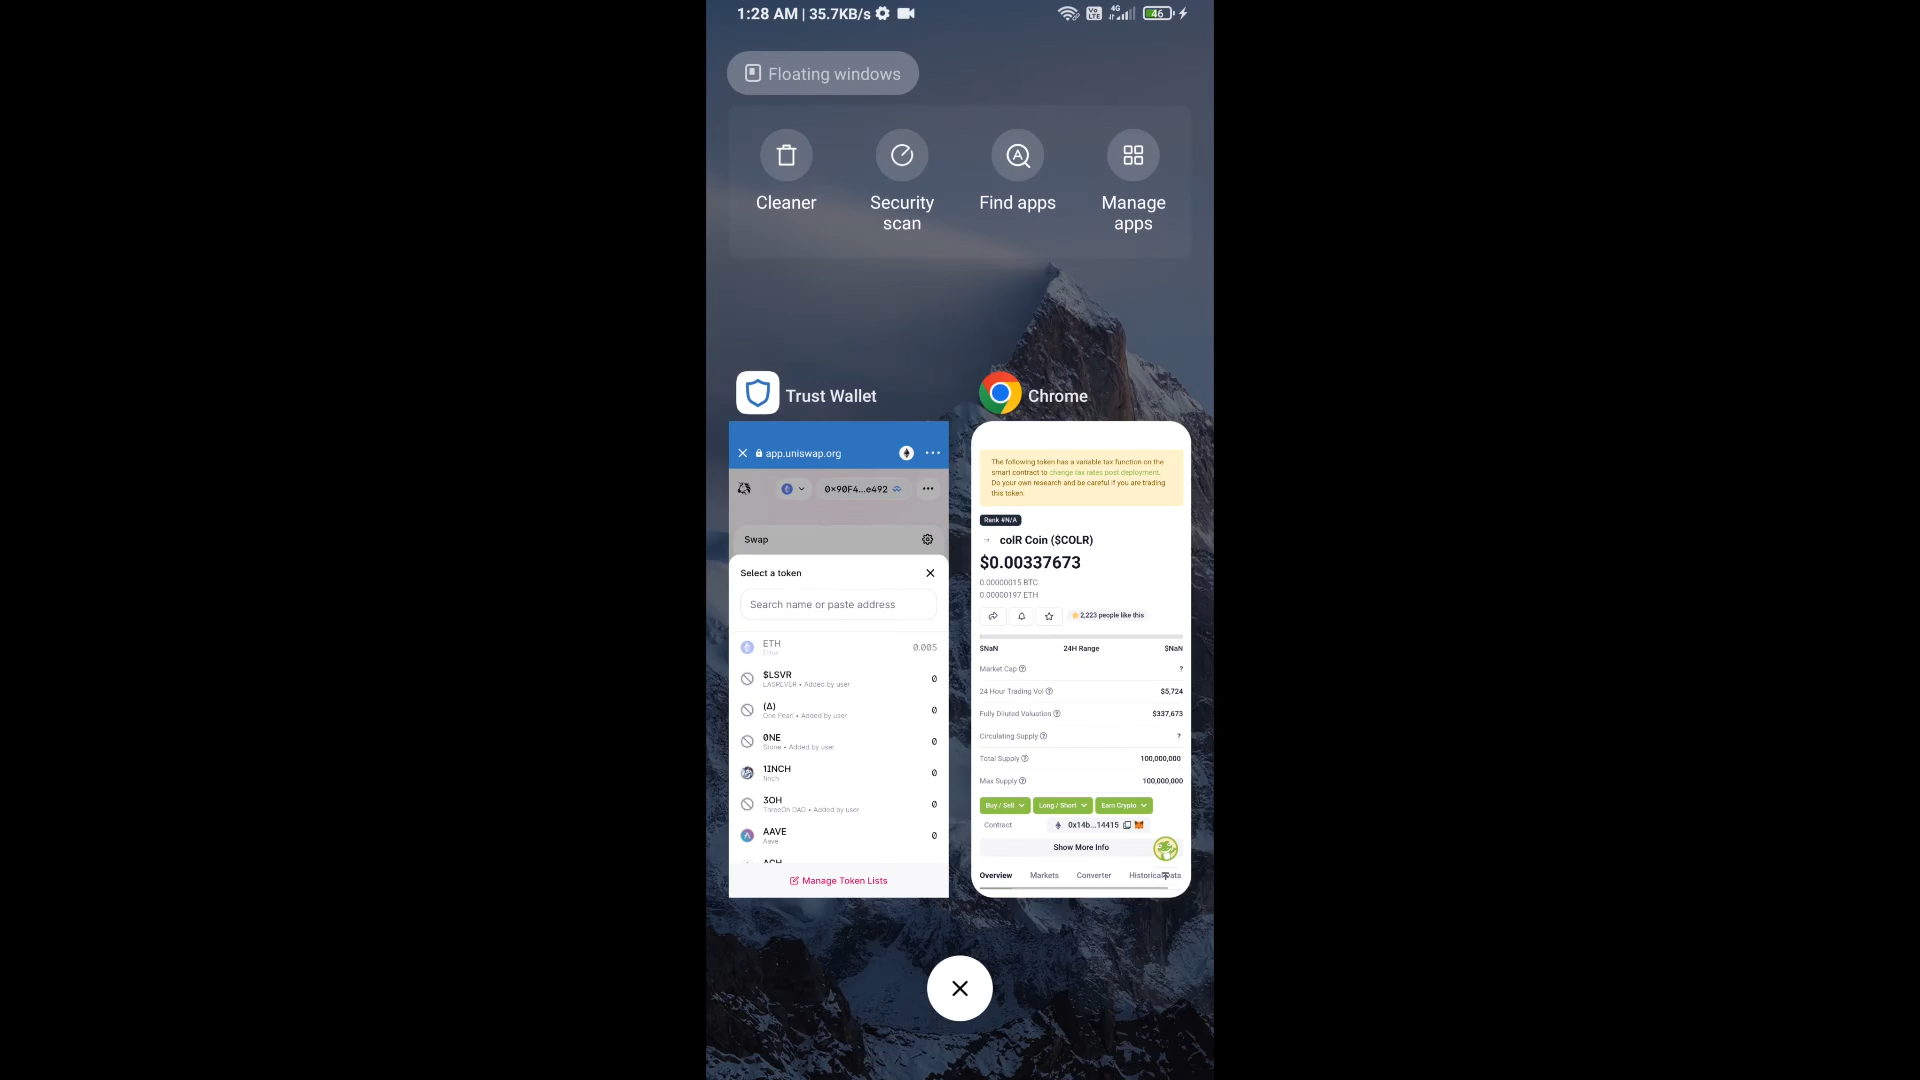 1:28 AM | 35.7KB/s
Vo LTE
4G
46
Floating windows
Cleaner
Security scan
Find apps
Manage apps
Trust Wallet
app.uniswap.org
0x90F4...e492
Swap
Select a token
Search name or paste address
ETH
Ether
0.005
$LSVR
LASREVER • Added by user
0
(Δ)
One Pearl • Added by user
0
0NE
Stone • Added by user
0
1INCH
1inch
0
3OH
ThreeOh DAO • Added by user
0
AAVE
Aave
0
ACH
Manage Token Lists
Chrome
The following token has a variable tax function on the
smart contract to change tax rates post deployment.
Do your own research and be careful if you are trading
this token.
Rank #N/A
colR Coin ($COLR)
$0.00337673
0.00000015 BTC
0.00000197 ETH
2,223 people like this
$NaN 24H Range $NaN
Market Cap ?
24 Hour Trading Vol $5,724
Fully Diluted Valuation $337,673
Circulating Supply ?
Total Supply 100,000,000
Max Supply 100,000,000
Buy / Sell Long / Short Earn Crypto
Contract 0x14b...14415
Show More Info
Overview Markets Converter Historical Data